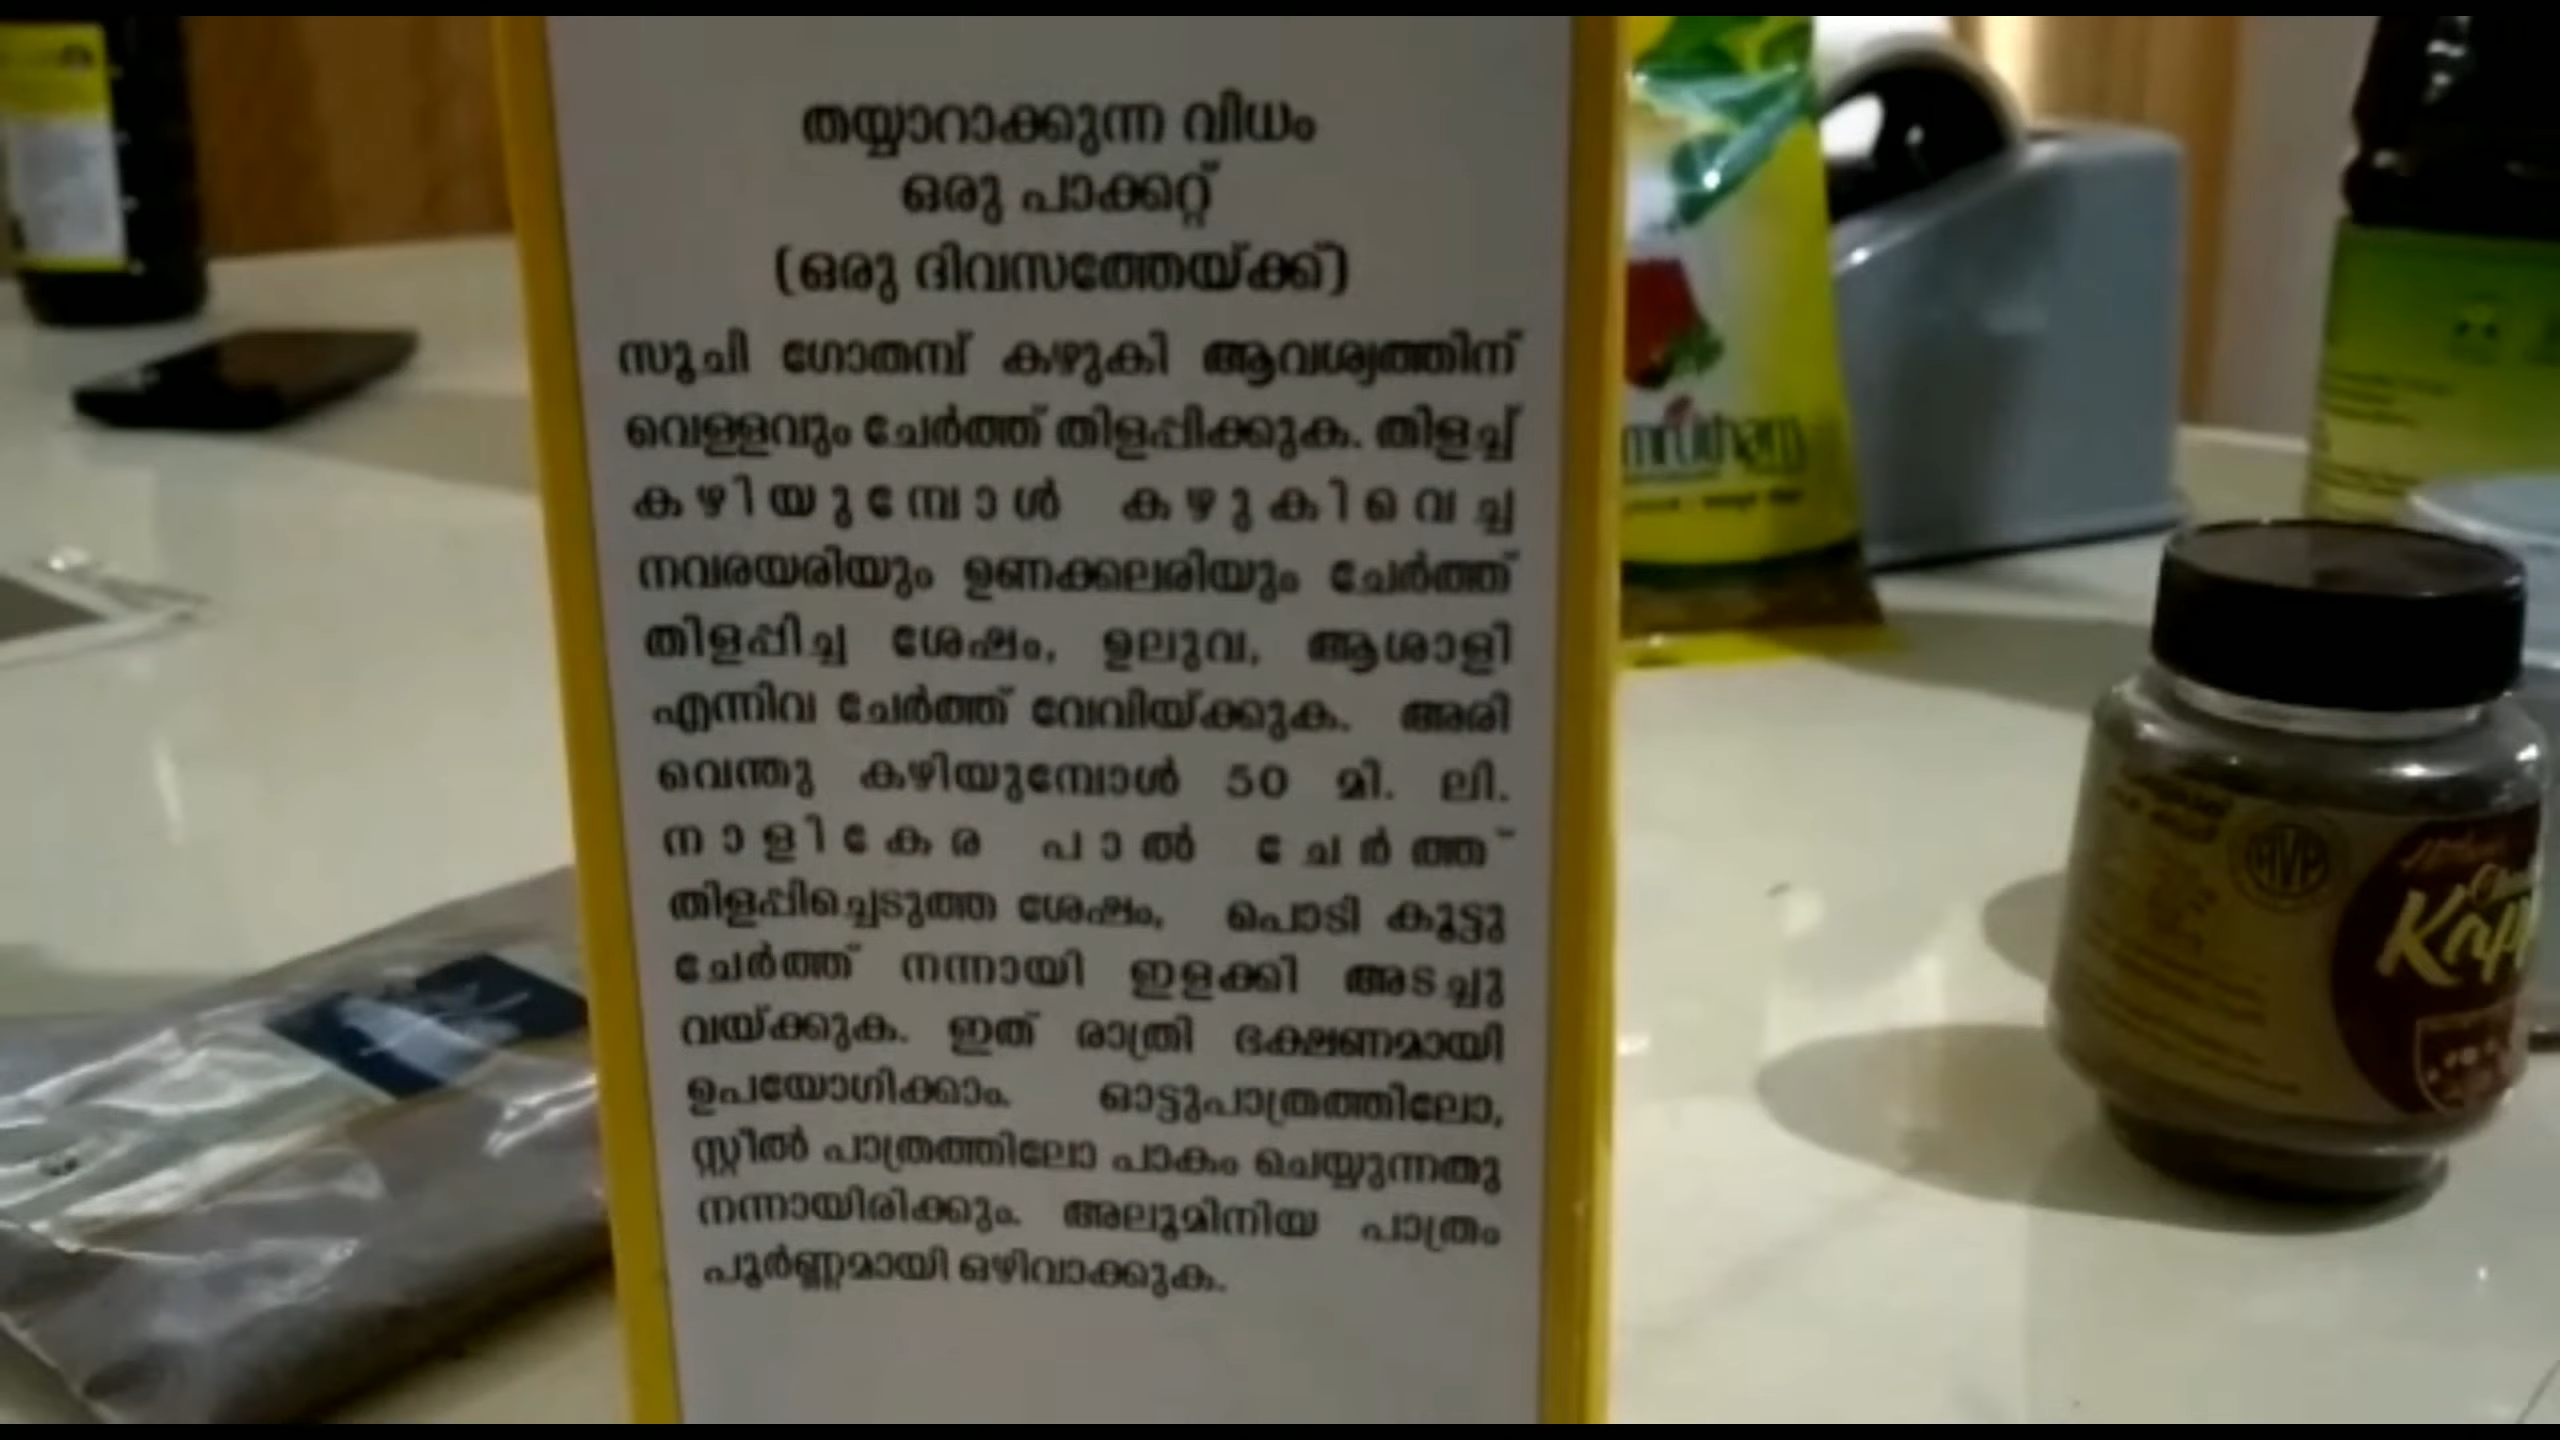 തയ്യാറാക്കുന്ന വിധം
ഒരു പാക്കറ്റ്
(ഒരു ദിവസത്തേയ്ക്ക്)
സൂചി ഗോതമ്പ് കഴുകി ആവശ്യത്തിന്
വെള്ളവും ചേർത്ത് തിളപ്പിക്കുക. തിളച്ച്
കഴിയുമ്പോൾ കഴുകിവെച്ച
നവരയരിയും ഉണക്കലരിയും ചേർത്ത്
തിളപ്പിച്ച ശേഷം, ഉലുവ, ആശാളി
എന്നിവ ചേർത്ത് വേവിയ്ക്കുക. അരി
വെന്തു കഴിയുമ്പോൾ 50 മി. ലി.
നാളികേര പാൽ ചേർത്ത്
തിളപ്പിച്ചെടുത്ത ശേഷം, പൊടി കൂട്ടു
ചേർത്ത് നന്നായി ഇളക്കി അടച്ചു
വയ്ക്കുക. ഇത് രാത്രി ഭക്ഷണമായി
ഉപയോഗിക്കാം. ഓട്ടുപാത്രത്തിലോ,
സ്റ്റീൽ പാത്രത്തിലോ പാകം ചെയ്യുന്നതു
നന്നായിരിക്കും. അലൂമിനിയ പാത്രം
പൂർണ്ണമായി ഒഴിവാക്കുക.
mrutham
AVP